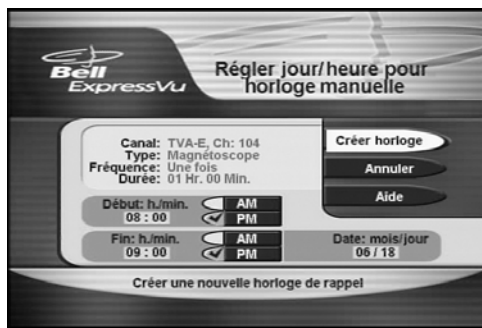 Bell
ExpressVu
Régler jour/heure pour
horloge manuelle
Canal: TVA-E, Ch: 104
Type: Magnétoscope
Fréquence: Une fois
Durée: 01 Hr. 00 Min.
Début: h./min.
08 : 00
AM
PM
Fin: h./min.
09 : 00
AM
PM
Date: mois/jour
06 / 18
Créer horloge
Annuler
Aide
Créer une nouvelle horloge de rappel